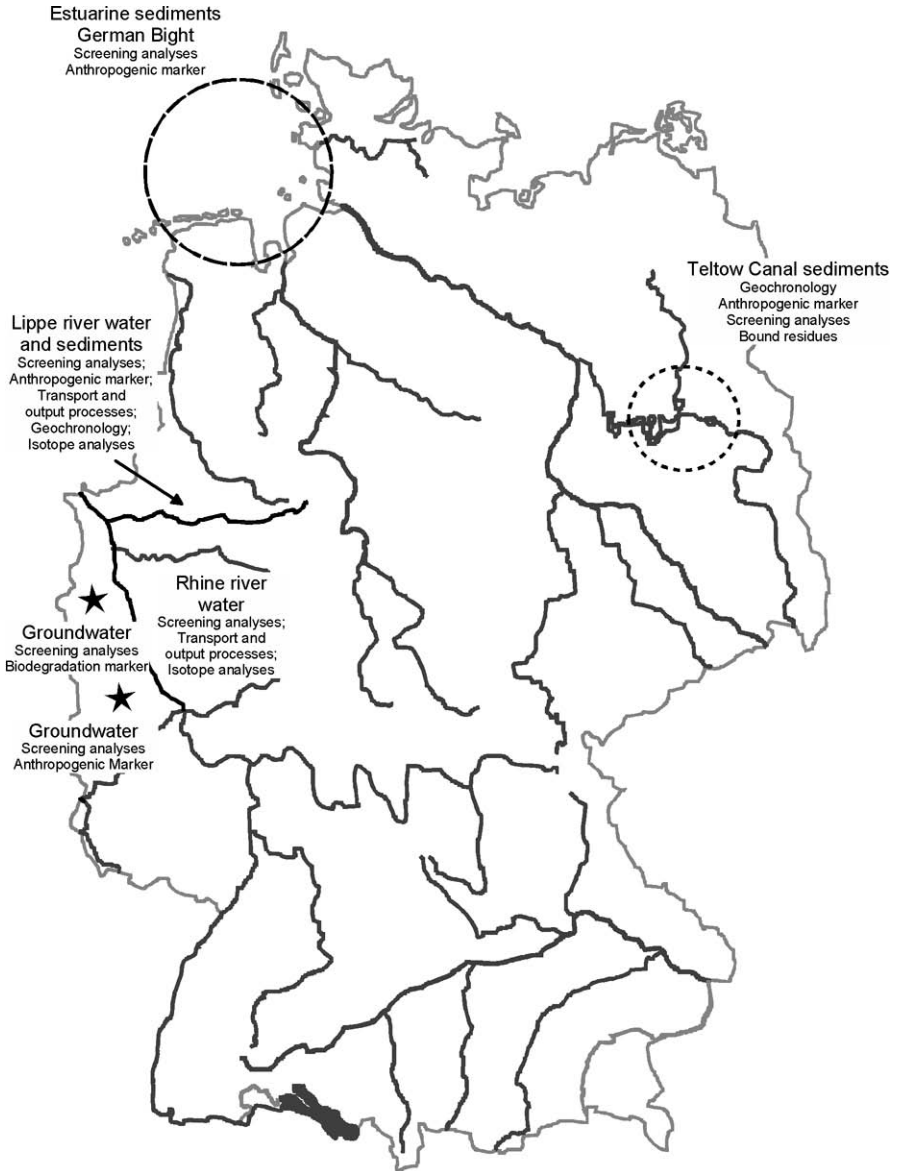 Estuarine sediments
German Bight
Screening analyses
Anthropogenic marker
Teltow Canal sediments
Geochronology
Anthropogenic marker
Screening analyses
Bound residues
Lippe river water
and sediments
Screening analyses;
Anthropogenic marker;
Transport and
output processes;
Geochronology;
Isotope analyses
Rhine river
water
Screening analyses;
Transport and
output processes;
Isotope analyses
Groundwater
Screening analyses
Biodegradation marker
Groundwater
Screening analyses
Anthropogenic Marker